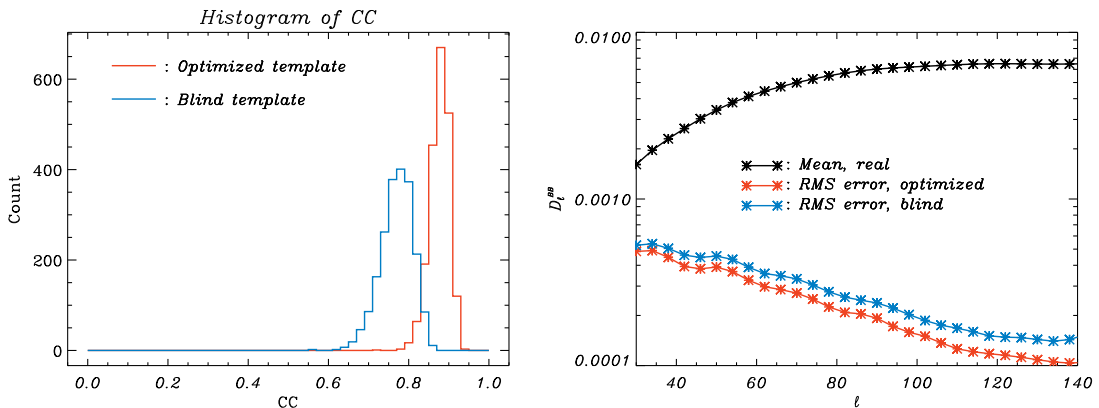 Histogram of CC
: Optimized template
: Blind template
600
400
200
0
Count
0.0 0.2 0.4 0.6 0.8 1.0
CC
0.0100
0.0010
0.0001
D_ℓ^BB
: Mean, real
: RMS error, optimized
: RMS error, blind
40 60 80 100 120 140
ℓ